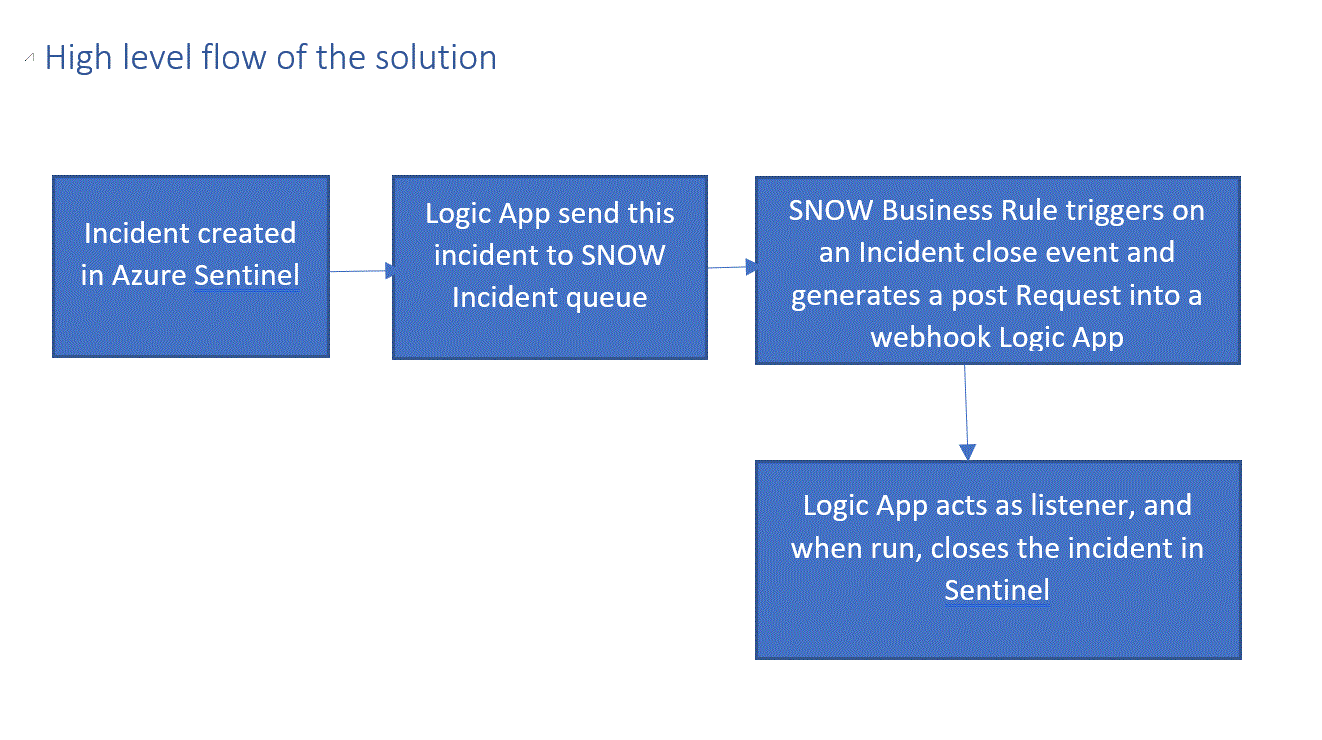 High level flow of the solution
Incident created
in Azure Sentinel
Logic App send this
incident to SNOW
Incident queue
SNOW Business Rule triggers on
an Incident close event and
generates a post Request into a
webhook Logic App
Logic App acts as listener, and
when run, closes the incident in
Sentinel